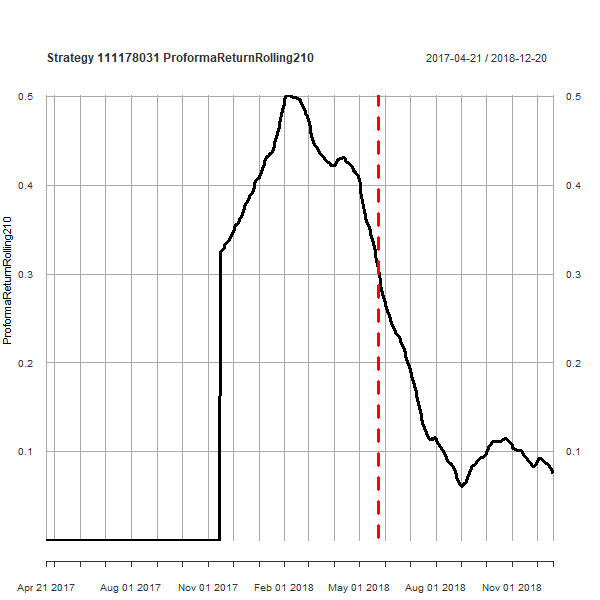 Strategy 111178031 ProformaReturnRolling210
2017-04-21 / 2018-12-20
ProformaReturnRolling210
0.5
0.4
0.3
0.2
0.1
0.5
0.4
0.3
0.2
0.1
Apr 21 2017
Aug 01 2017
Nov 01 2017
Feb 01 2018
May 01 2018
Aug 01 2018
Nov 01 2018